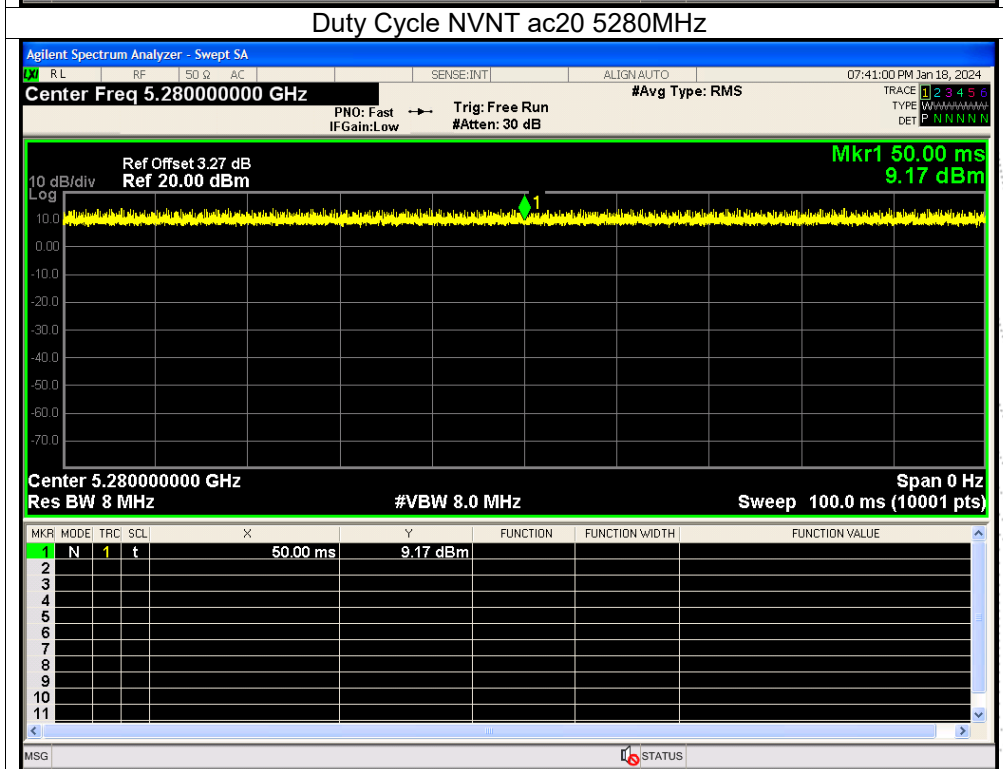 Duty Cycle NVNT ac20 5280MHz
Agilent Spectrum Analyzer - Swept SA
LXI RL RF 50 Ω AC SENSE:INT ALIGN AUTO 07:41:00 PM Jan 18, 2024
Center Freq 5.280000000 GHz #Avg Type: RMS TRACE 1 2 3 4 5 6
PNO: Fast Trig: Free Run TYPE WWWWWW
IFGain:Low #Atten: 30 dB DET P N N N N N
Mkr1 50.00 ms
Ref Offset 3.27 dB
10 dB/div Ref 20.00 dBm 9.17 dBm
Log
1
10.0
0.00
-10.0
-20.0
-30.0
-40.0
-50.0
-60.0
-70.0
Center 5.280000000 GHz Span 0 Hz
Res BW 8 MHz #VBW 8.0 MHz Sweep 100.0 ms (10001 pts)
MKR MODE TRC SCL X Y FUNCTION FUNCTION WIDTH FUNCTION VALUE
1 N 1 t 50.00 ms 9.17 dBm
2
3
4
5
6
7
8
9
10
11
MSG STATUS